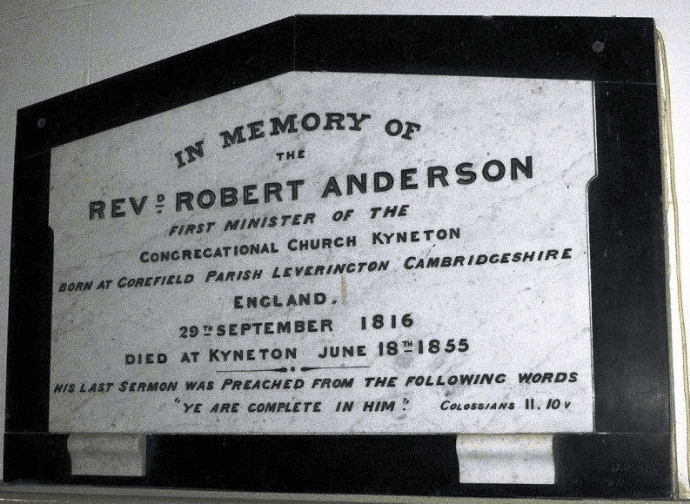 IN MEMORY OF
THE
REVD ROBERT ANDERSON
FIRST MINISTER OF THE
CONGREGATIONAL CHURCH KYNETON
BORN AT GOREFIELD PARISH LEVERINGTON CAMBRIDGESHIRE
ENGLAND.
29TH SEPTEMBER 1816
DIED AT KYNETON JUNE 18TH 1855
HIS LAST SERMON WAS PREACHED FROM THE FOLLOWING WORDS
"YE ARE COMPLETE IN HIM." COLOSSIANS II. 10 V